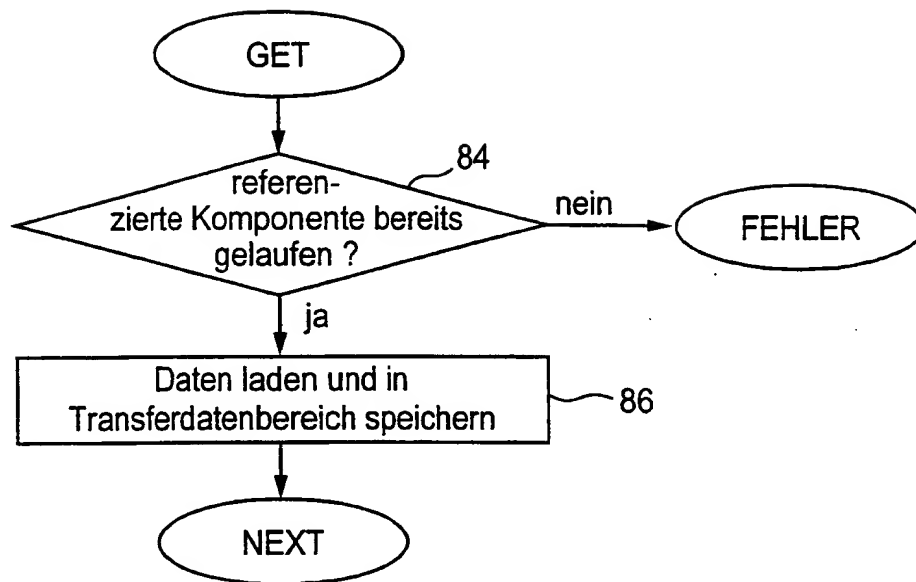 GET
84
referen-
zierte Komponente bereits
gelaufen ?
nein
FEHLER
ja
Daten laden und in
Transferdatenbereich speichern
86
NEXT